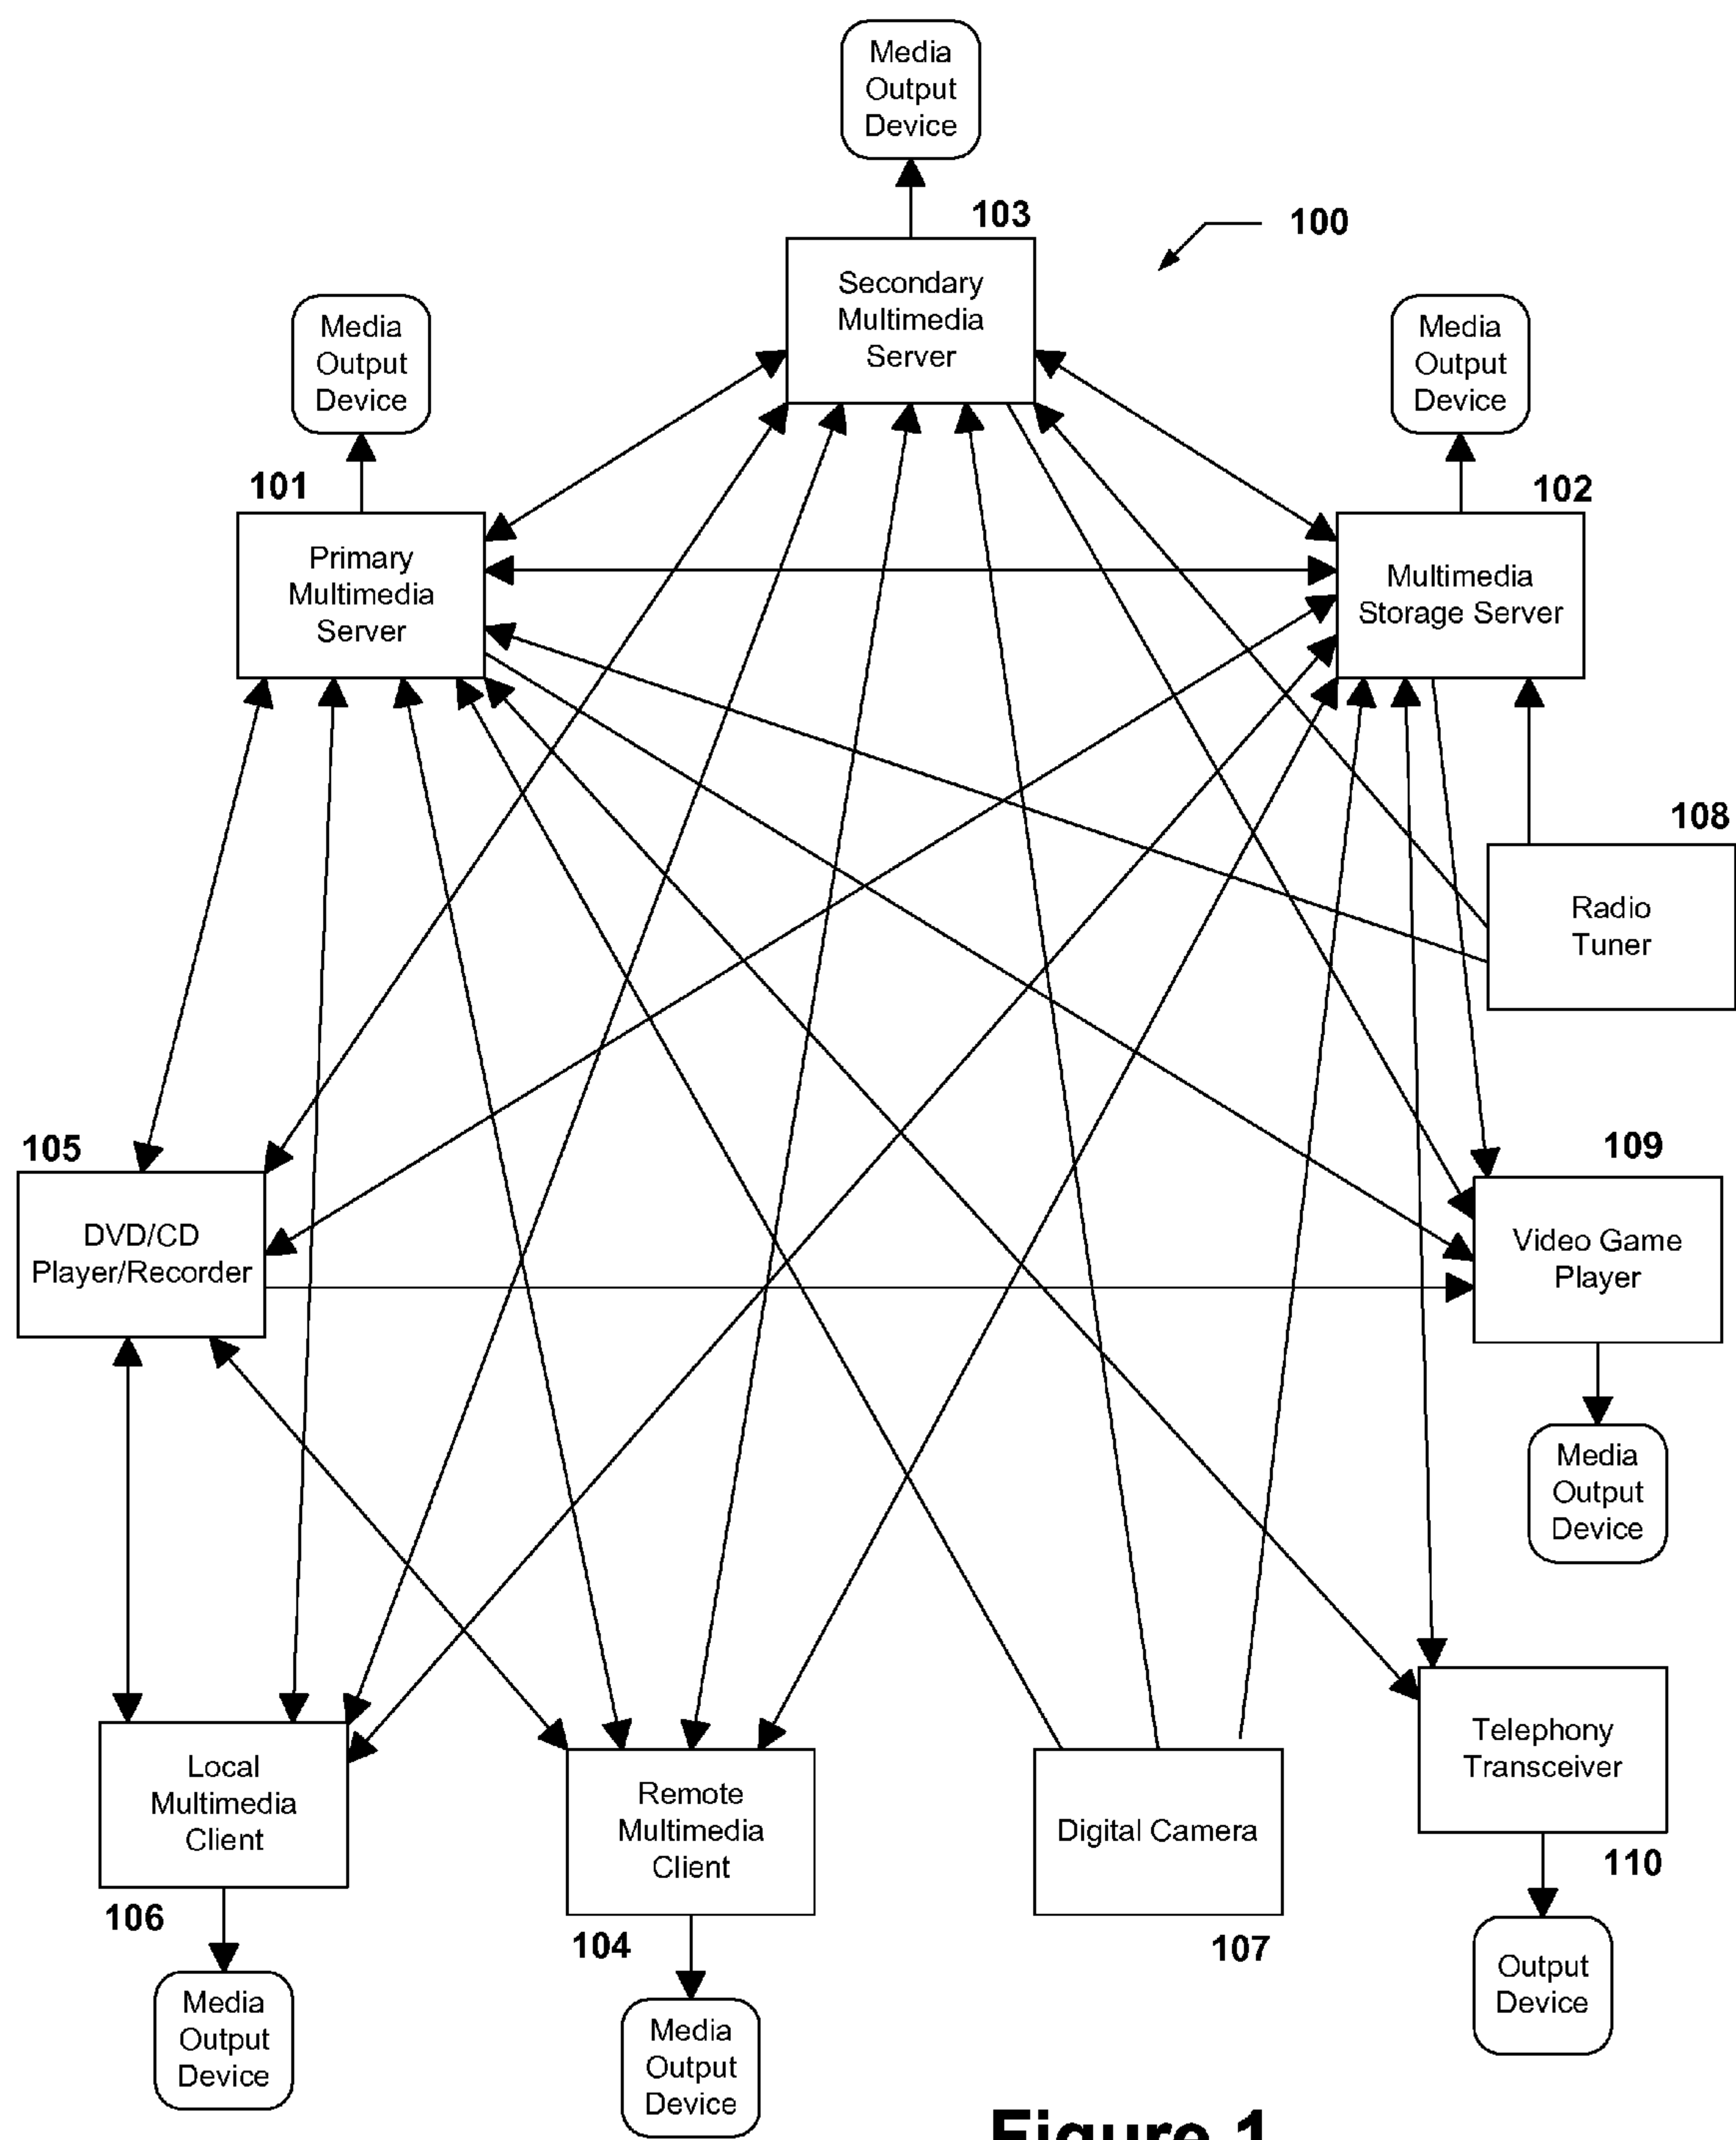 Media
Output
Device
103
100
Secondary
Multimedia
Server
Media
Output
Device
Media
Output
Device
101
102
Primary
Multimedia
Server
Multimedia
Storage Server
108
Radio
Tuner
105
109
DVD/CD
Player/Recorder
Video Game
Player
Media
Output
Device
Local
Multimedia
Client
Remote
Multimedia
Client
Digital Camera
Telephony
Transceiver
106
104
107
110
Media
Output
Device
Media
Output
Device
Output
Device
Figure 1